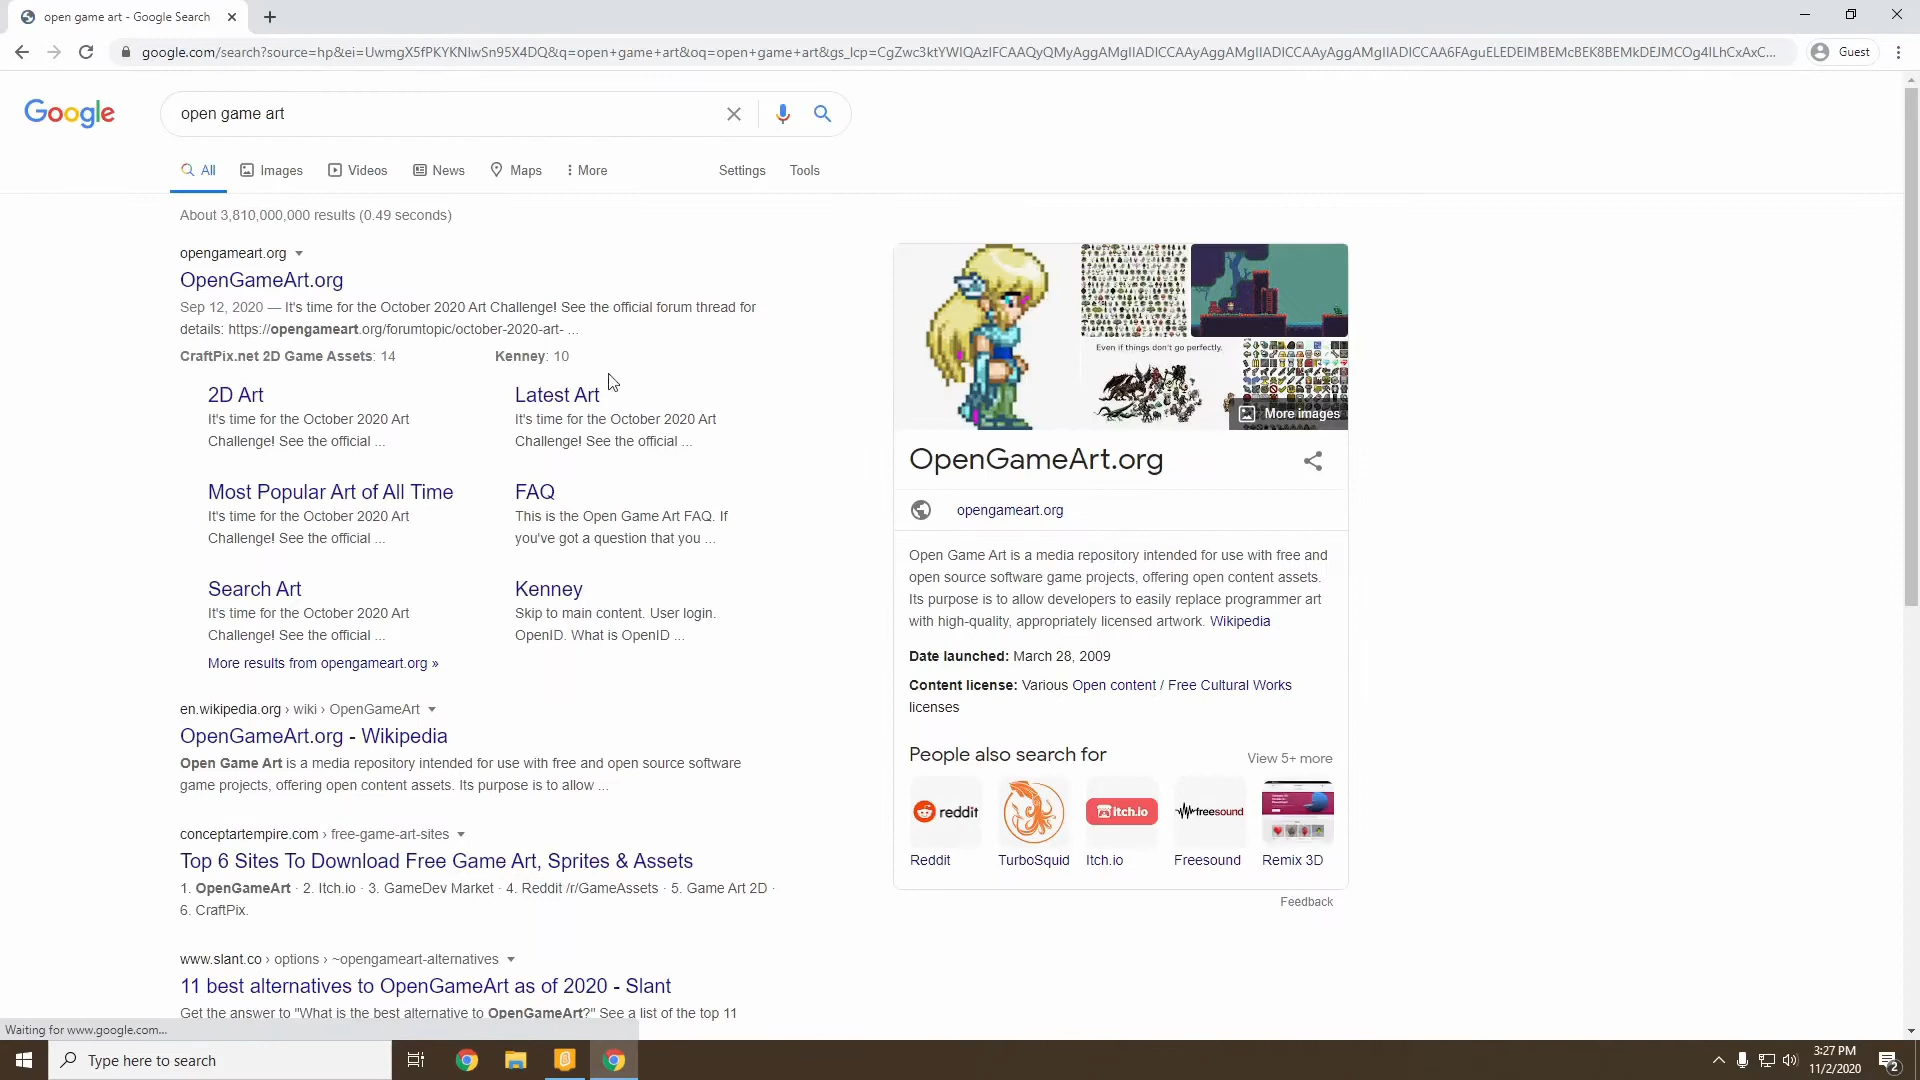 open game art - Google Search
google.com/search?source=hp&ei=UwmgX5fPKYKNlwSn95X4DQ&q=open+game+art&oq=open+game+art&gs_lcp=CgZwc3ktYWIQAzIFCAAQyQMyAggAMgIIADICCAAyAggAMgIIADICCAAyAggAMgIIADICCAA6FAguELEDEIMBEMcBEK8BEMkDEJMCOg4ILhCxAxC...
Guest
Google
open game art
All
Images
Videos
News
Maps
More
Settings
Tools
About 3,810,000,000 results (0.49 seconds)
opengameart.org
OpenGameArt.org
Sep 12, 2020 — It's time for the October 2020 Art Challenge! See the official forum thread for
details: https://opengameart.org/forumtopic/october-2020-art- ...
CraftPix.net 2D Game Assets: 14
Kenney: 10
2D Art
It's time for the October 2020 Art
Challenge! See the official ...
Latest Art
It's time for the October 2020 Art
Challenge! See the official ...
Most Popular Art of All Time
It's time for the October 2020 Art
Challenge! See the official ...
FAQ
This is the Open Game Art FAQ. If
you've got a question that you ...
Search Art
It's time for the October 2020 Art
Challenge! See the official ...
Kenney
Skip to main content. User login.
OpenID. What is OpenID ...
More results from opengameart.org »
en.wikipedia.org › wiki › OpenGameArt
OpenGameArt.org - Wikipedia
Open Game Art is a media repository intended for use with free and open source software
game projects, offering open content assets. Its purpose is to allow ...
conceptartempire.com › free-game-art-sites
Top 6 Sites To Download Free Game Art, Sprites & Assets
1. OpenGameArt · 2. Itch.io · 3. GameDev Market · 4. Reddit /r/GameAssets · 5. Game Art 2D ·
6. CraftPix.
www.slant.co › options › ~opengameart-alternatives
11 best alternatives to OpenGameArt as of 2020 - Slant
Get the answer to "What is the best alternative to OpenGameArt?" See a list of the top 11
Even if things don't go perfectly.
More images
OpenGameArt.org
opengameart.org
Open Game Art is a media repository intended for use with free and
open source software game projects, offering open content assets.
Its purpose is to allow developers to easily replace programmer art
with high-quality, appropriately licensed artwork. Wikipedia
Date launched: March 28, 2009
Content license: Various Open content / Free Cultural Works
licenses
People also search for
View 5+ more
reddit
itch.io
freesound
Reddit
TurboSquid
Itch.io
Freesound
Remix 3D
Feedback
Waiting for www.google.com...
Type here to search
3:27 PM
11/2/2020
2